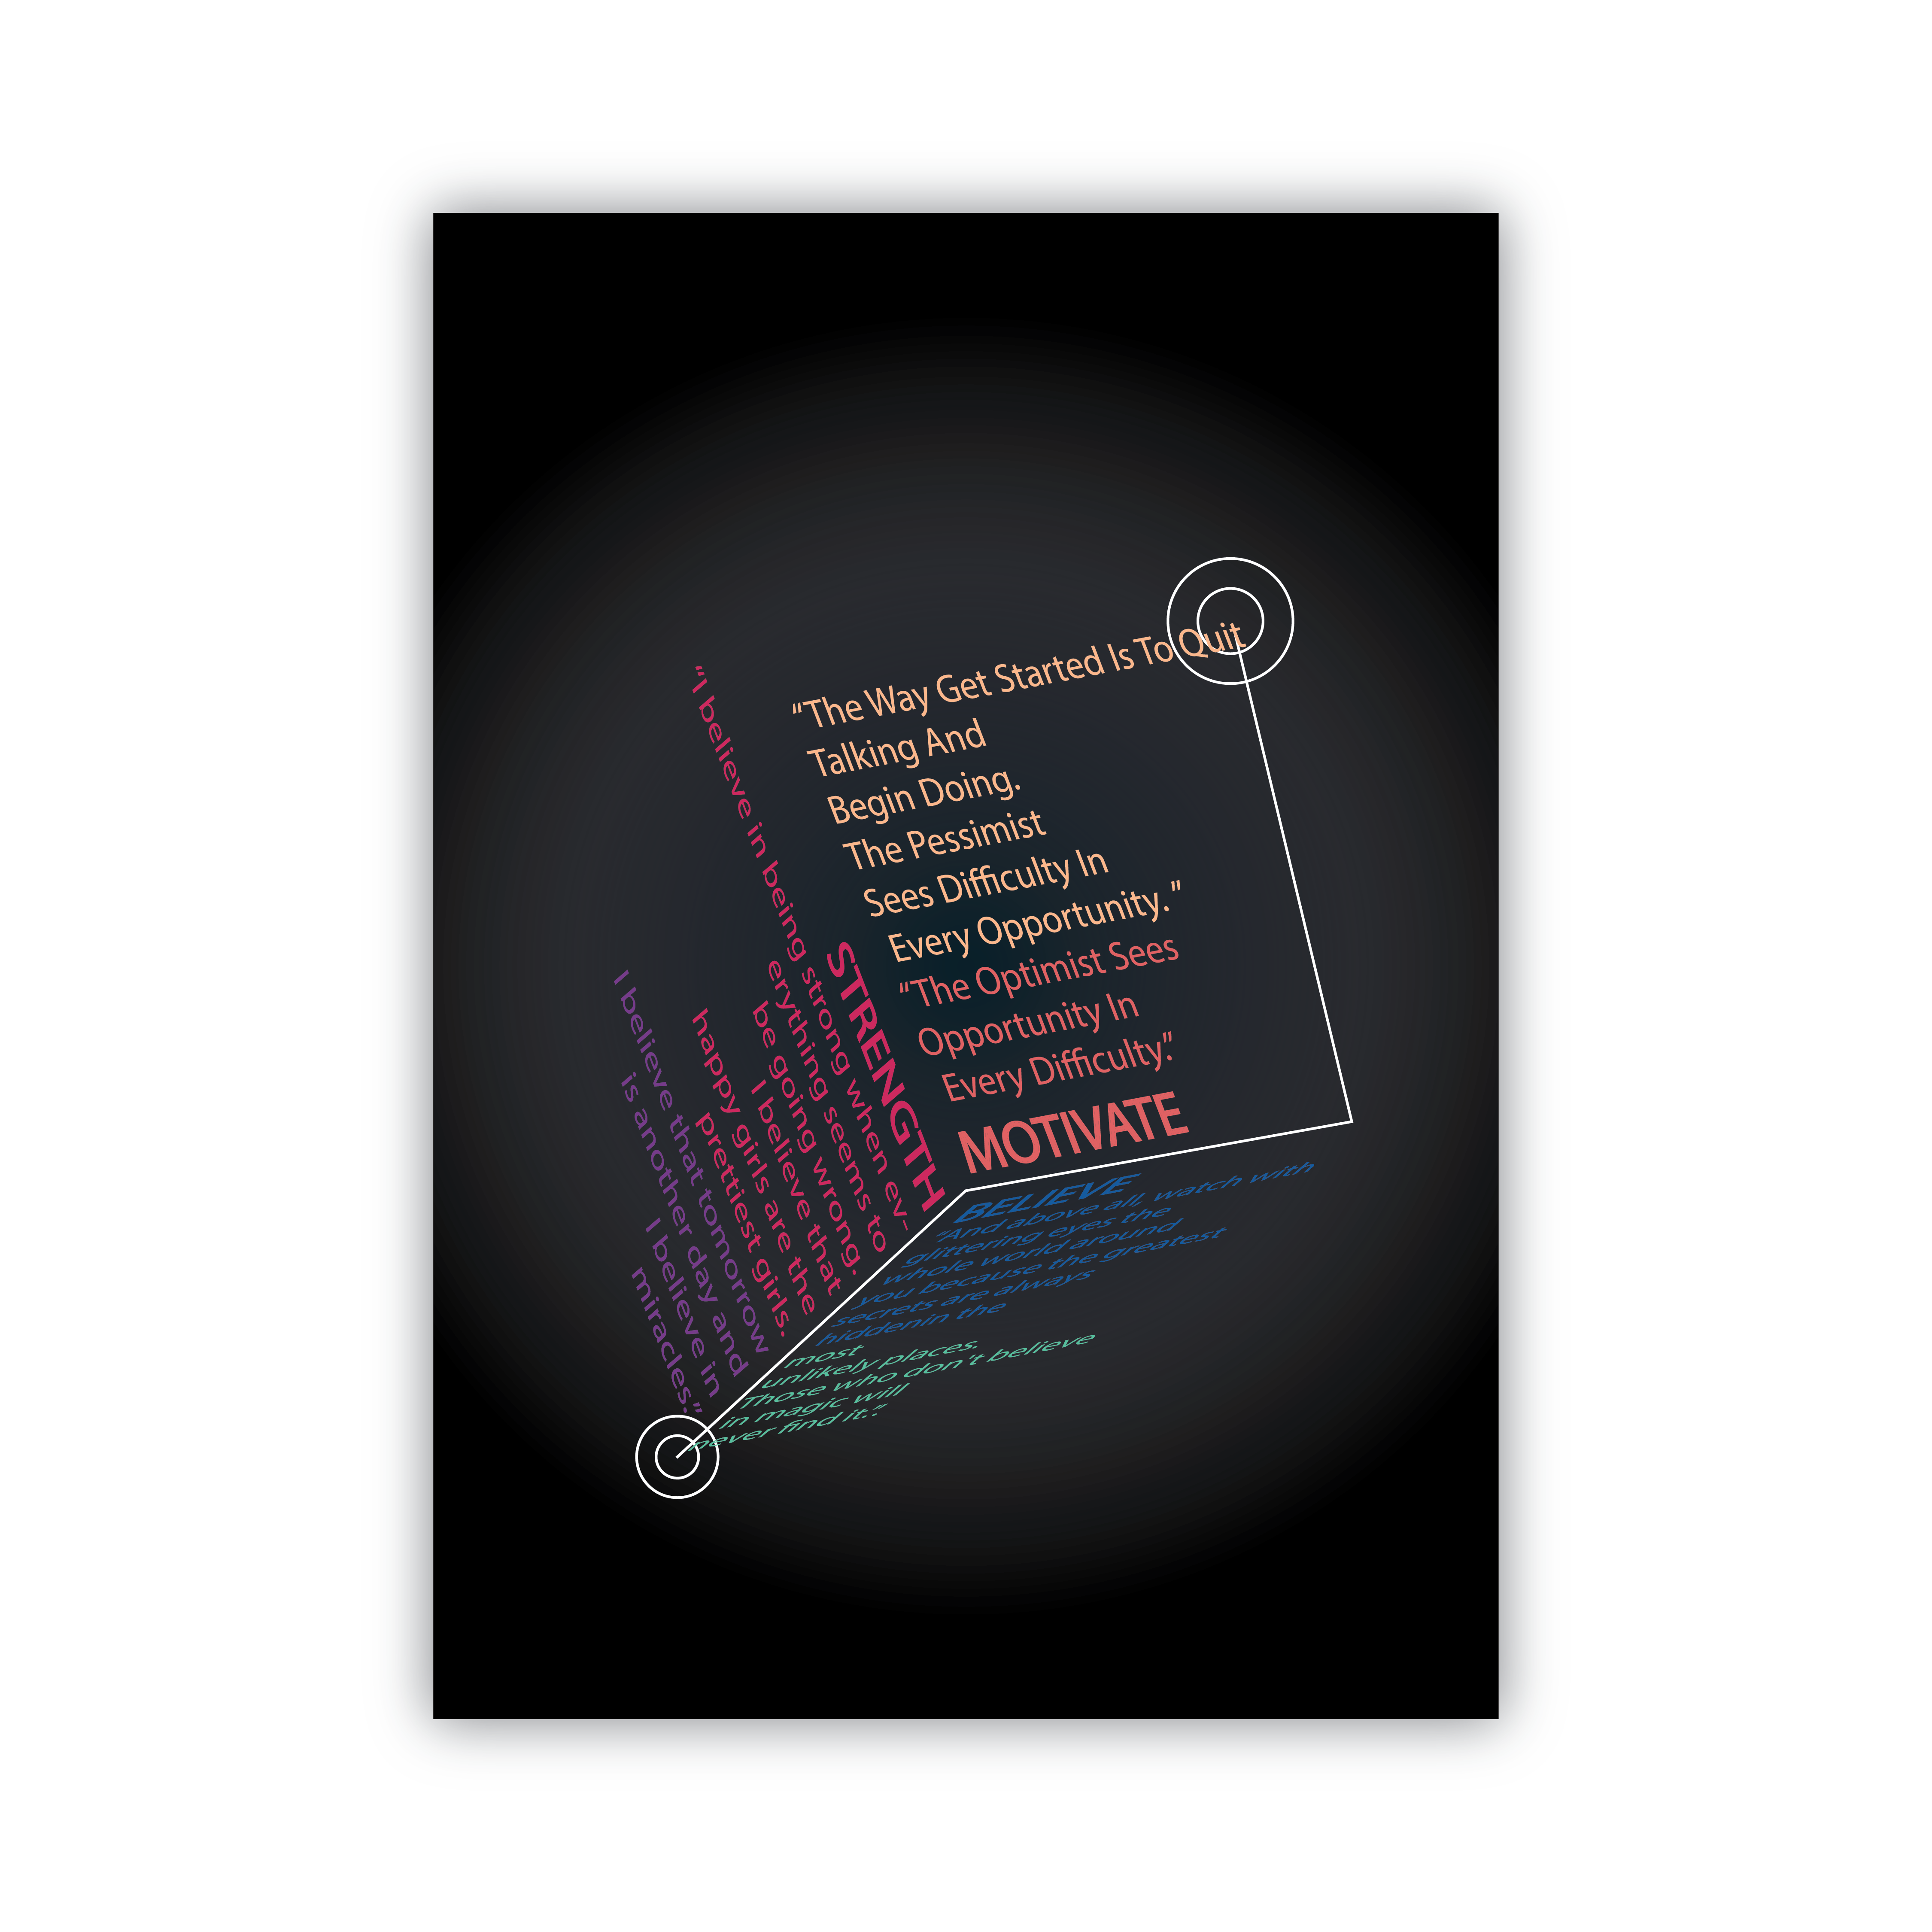 “The Way Get Started Is To Quit
Talking And
Begin Doing.
The Pessimist
Sees Difficulty In
Every Opportunity.”
“The Optimist Sees
Opportunity In
Every Difficulty.”
MOTIVATE
STRENGTH
“I believe in being strong when ev-
erything seems to
be going wrong.
I believe that
happy girls are the
prettiest girls.
I believe that tomorrow
is another day and
I believe in
miracles.”
BELIEVE
“And above all, watch with
glittering eyes the
whole world around
you because the greatest
secrets are always
hiddenin the
most
unlikely places.
Those who don't believe
in magic will
never find it.”